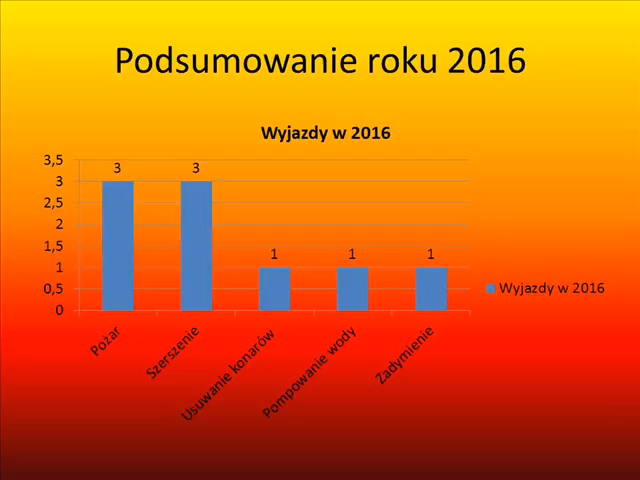 Podsumowanie roku 2016
Wyjazdy w 2016
3,5
3
2,5
2
1,5
1
0,5
0
3
3
1
1
1
Pożar
Szerszenie
Usuwanie konarów
Pompowanie wody
Zadymienie
Wyjazdy w 2016